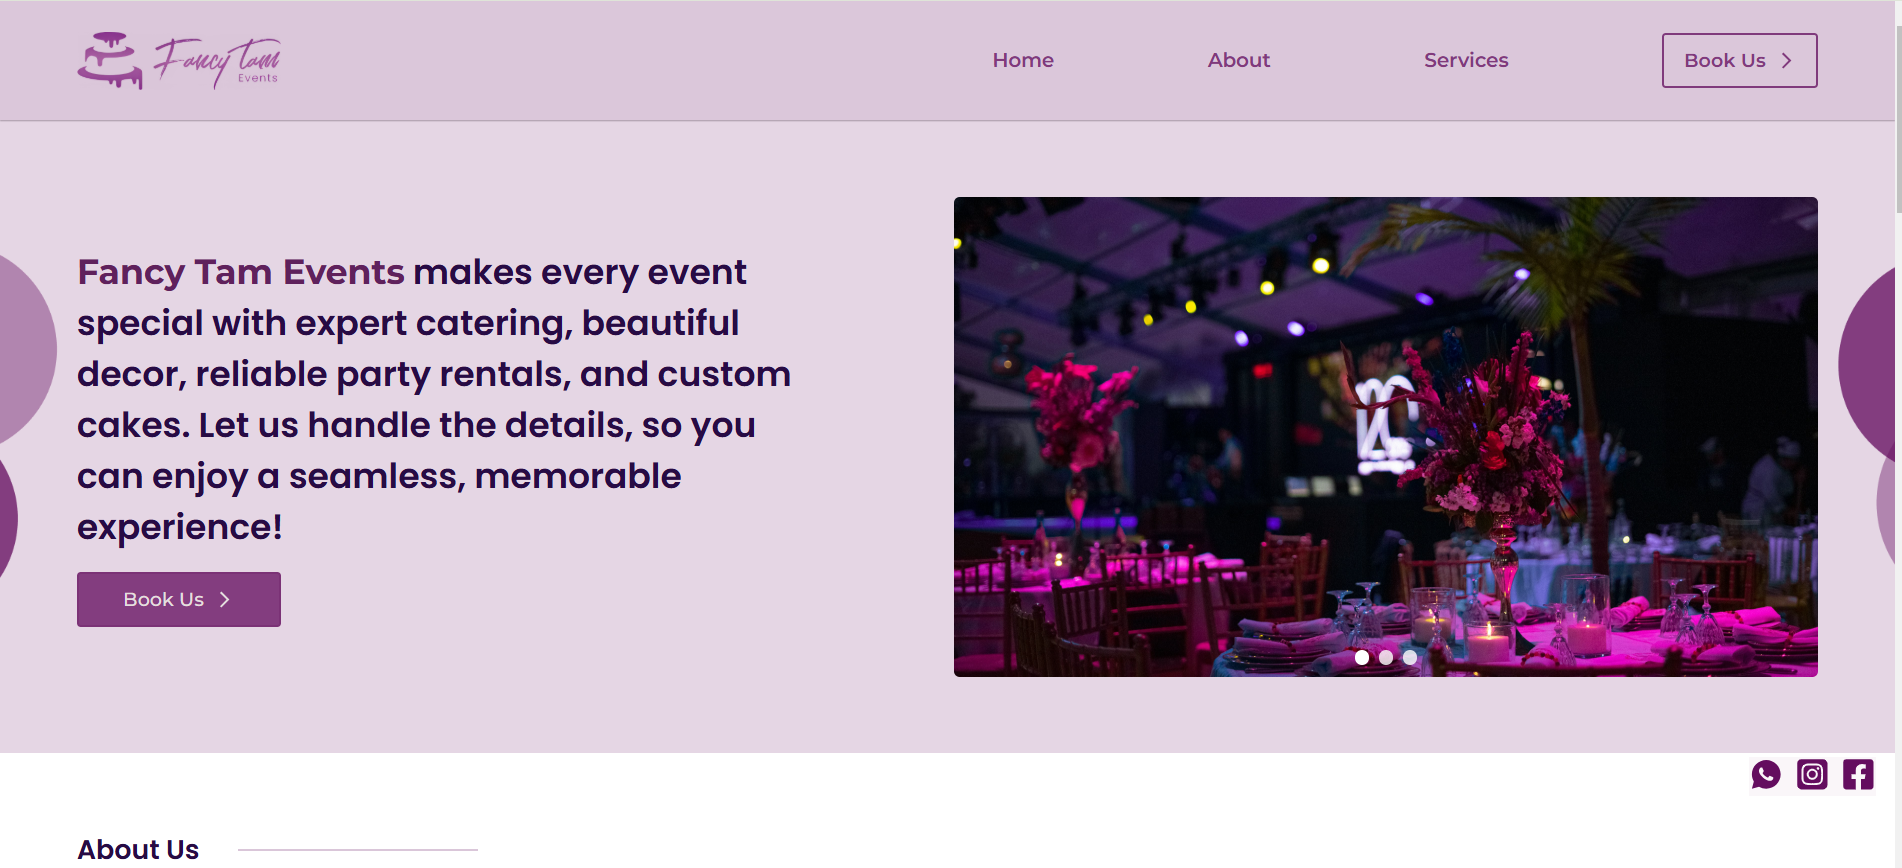 Fancy Tam
Events
Home
About
Services
Book Us
Fancy Tam Events makes every event
special with expert catering, beautiful
decor, reliable party rentals, and custom
cakes. Let us handle the details, so you
can enjoy a seamless, memorable
experience!
Book Us
About Us